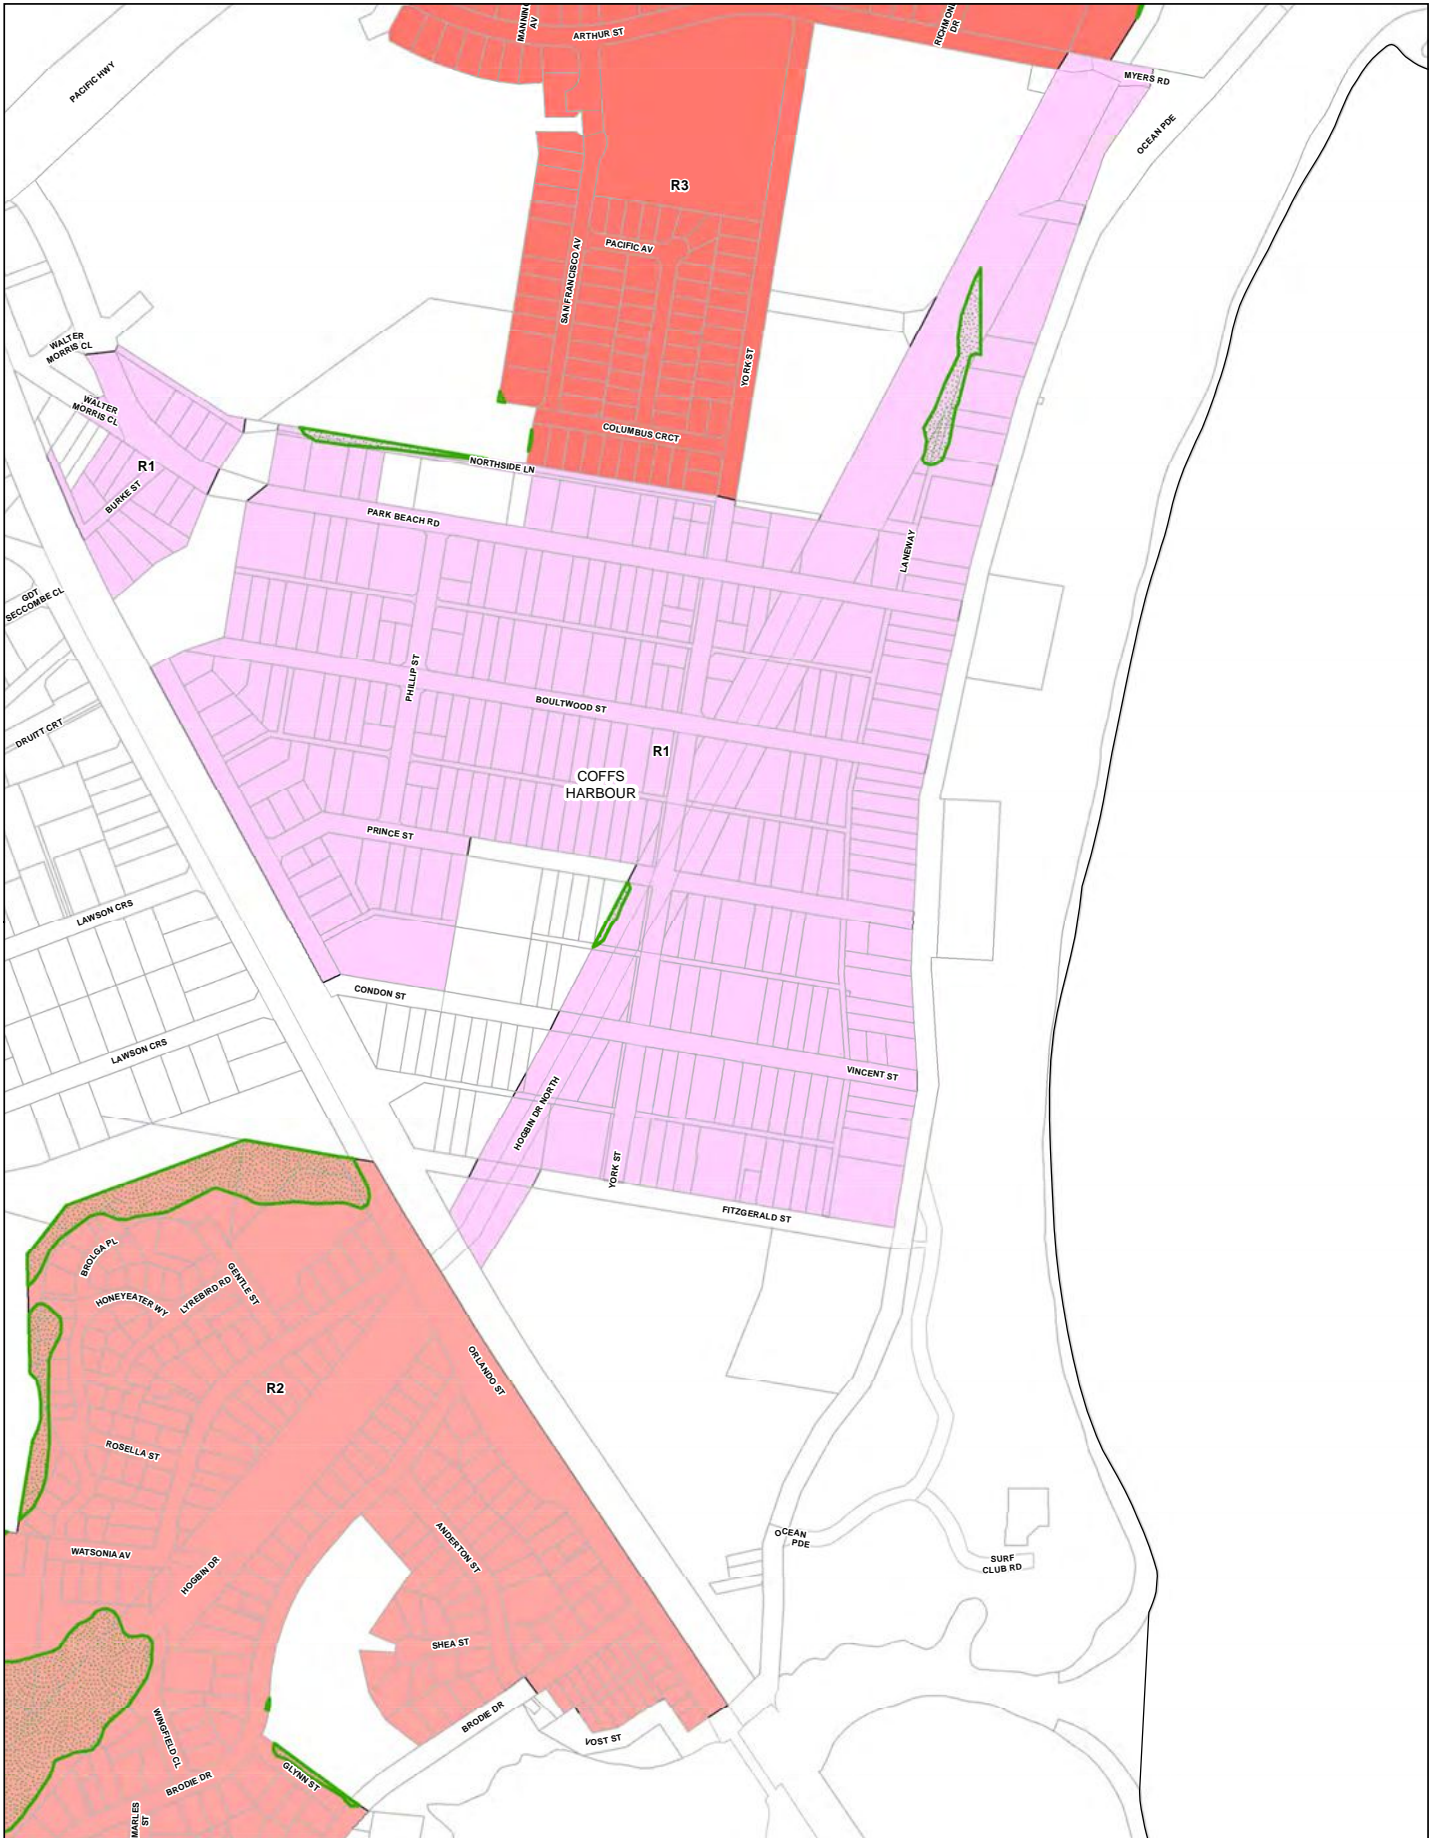 MANNING
AV
ARTHUR ST
RICHMOND
DR
PACIFIC HWY
MYERS RD
OCEAN PDE
R3
PACIFIC AV
SAN FRANCISCO AV
YORK ST
WALTER
MORRIS CL
WALTER
MORRIS CL
COLUMBUS CRCT
NORTHSIDE LN
R1
BURKE ST
PARK BEACH RD
LANEWAY
GDT
SECCOMBE CL
PHILLIP ST
BOULTWOOD ST
DRUITT CRT
R1
COFFS
HARBOUR
PRINCE ST
LAWSON CRS
CONDON ST
LAWSON CRS
VINCENT ST
HOGBIN DR NORTH
YORK ST
FITZGERALD ST
BROLGA PL
GENTLE ST
LYREBIRD RD
HONEYEATER WY
ORLANDO ST
R2
ROSELLA ST
OCEAN
PDE
ANDERTON ST
WATSONIA AV
HOGBIN DR
SURF
CLUB RD
SHEA ST
BRODIE DR
VOST ST
WINGFIELD CL
GLYNN ST
BRODIE DR
MARLES
ST